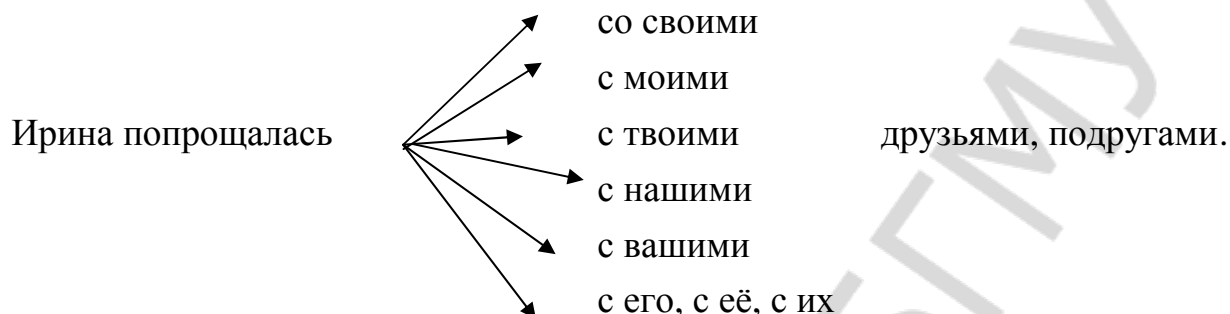 со своими
с моими
Ирина попрощалась с твоими друзьями, подругами.
с нашими
с вашими
с его, с её, с их